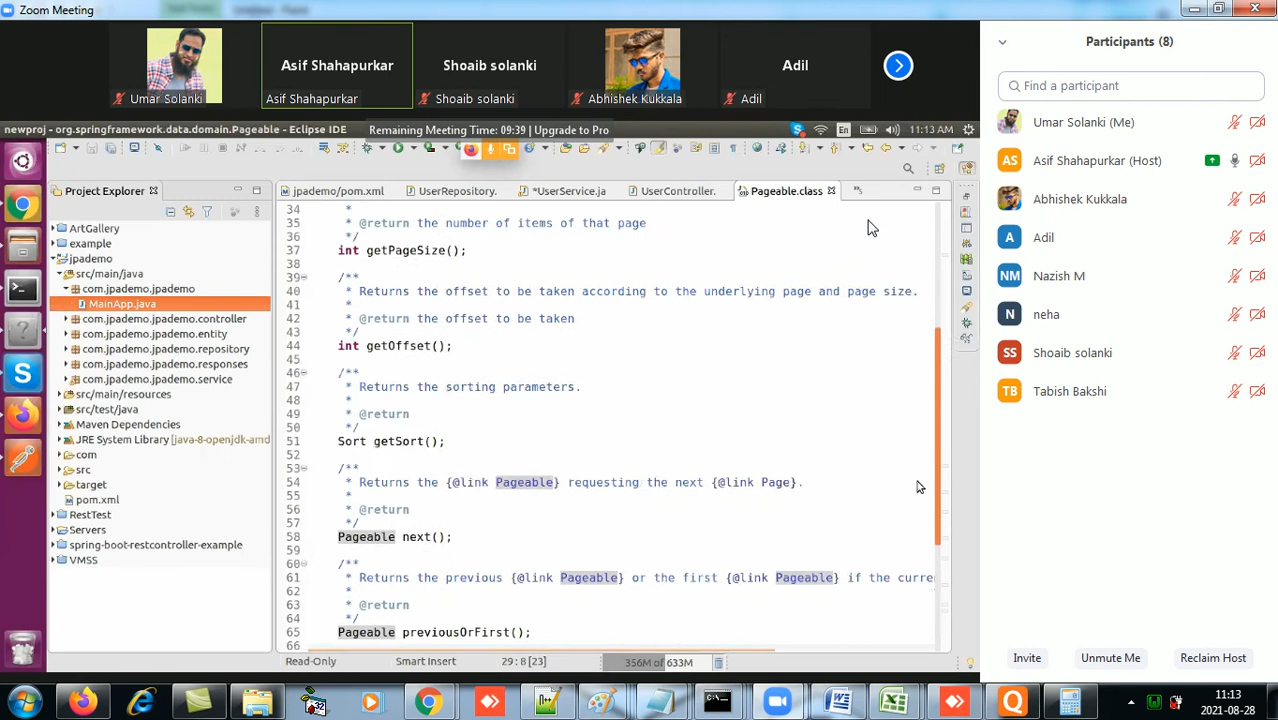 Zoom Meeting
Asif Shahapurkar
Shoaib solanki
Adil
Umar Solanki
Asif Shahapurkar
Shoaib solanki
Abhishek Kukkala
Adil
newproj - org.springframework.data.domain.Pageable - Eclipse IDE
Remaining Meeting Time: 09:39 | Upgrade to Pro
En
11:13 AM
Project Explorer
jpademo/pom.xml
UserRepository.
*UserService.ja
UserController.
Pageable.class
ArtGallery
example
jpademo
src/main/java
com.jpademo.jpademo
MainApp.java
com.jpademo.jpademo.controller
com.jpademo.jpademo.entity
com.jpademo.jpademo.repository
com.jpademo.jpademo.responses
com.jpademo.jpademo.service
src/main/resources
src/test/java
Maven Dependencies
JRE System Library [java-8-openjdk-amd
com
src
target
pom.xml
RestTest
Servers
spring-boot-restcontroller-example
VMSS
34 *
35 * @return the number of items of that page
36 */
37 int getPageSize();
38
39 /**
40 * Returns the offset to be taken according to the underlying page and page size.
41 *
42 * @return the offset to be taken
43 */
44 int getOffset();
45
46 /**
47 * Returns the sorting parameters.
48 *
49 * @return
50 */
51 Sort getSort();
52
53 /**
54 * Returns the {@link Pageable} requesting the next {@link Page}.
55 *
56 * @return
57 */
58 Pageable next();
59
60 /**
61 * Returns the previous {@link Pageable} or the first {@link Pageable} if the curre
62 *
63 * @return
64 */
65 Pageable previousOrFirst();
66
Read-Only
Smart Insert
29 : 8 [23]
356M of 633M
Participants (8)
Find a participant
Umar Solanki (Me)
AS Asif Shahapurkar (Host)
Abhishek Kukkala
A Adil
NM Nazish M
N neha
SS Shoaib solanki
TB Tabish Bakshi
Invite
Unmute Me
Reclaim Host
11:13
2021-08-28